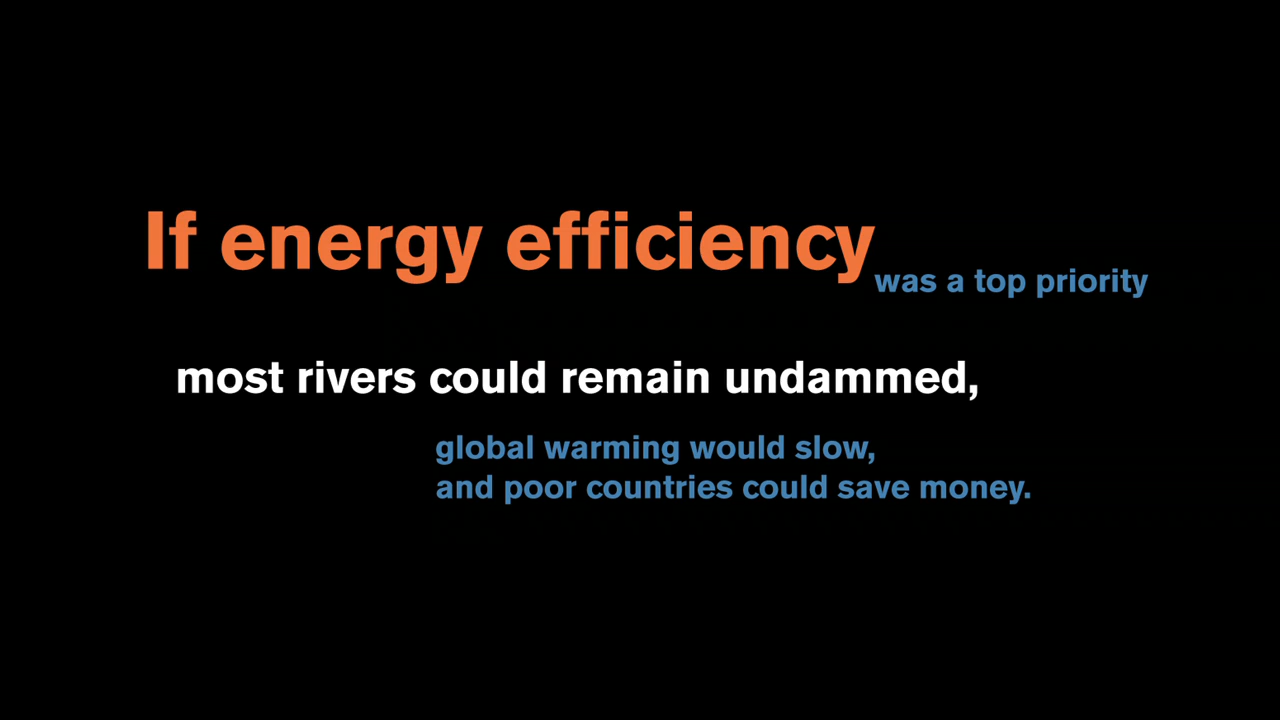 If energy efficiency
was a top priority
most rivers could remain undammed,
global warming would slow,
and poor countries could save money.